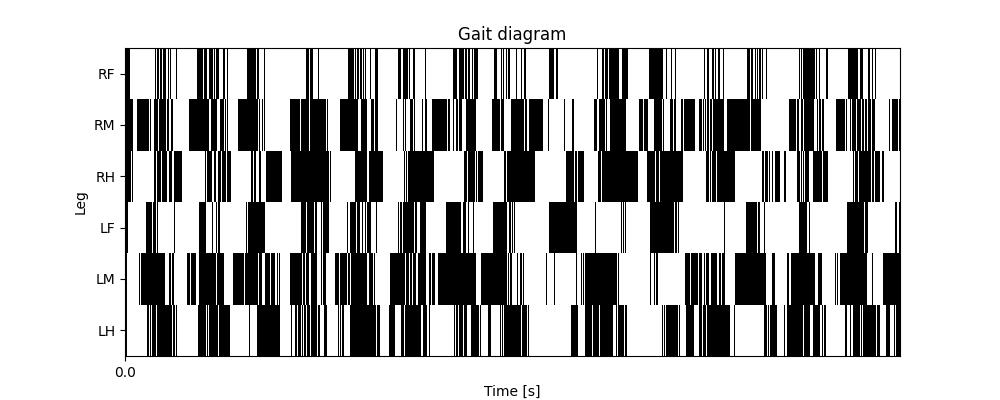 Gait diagram
RF
RM
RH
LF
LM
LH
Leg
0.0
Time [s]